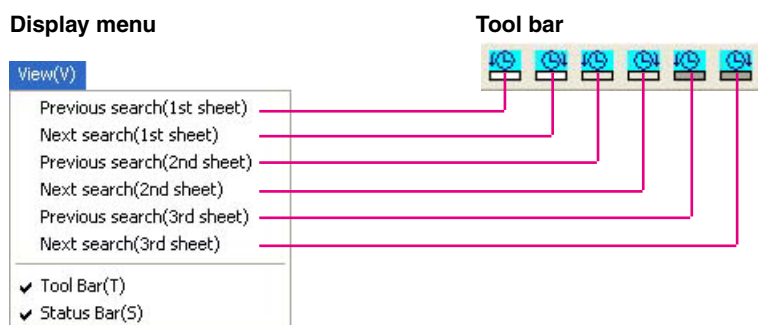 Display menu
Tool bar
View(V)
Previous search(1st sheet)
Next search(1st sheet)
Previous search(2nd sheet)
Next search(2nd sheet)
Previous search(3rd sheet)
Next search(3rd sheet)
Tool Bar(T)
Status Bar(S)